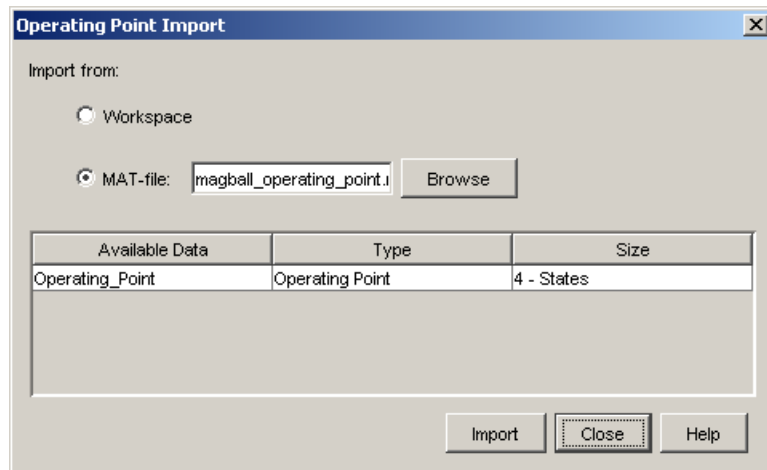 Operating Point Import
Import from:
Workspace
MAT-file: magball_operating_point. Browse
Available Data Type Size
Operating_Point Operating Point 4 - States
Import Close Help